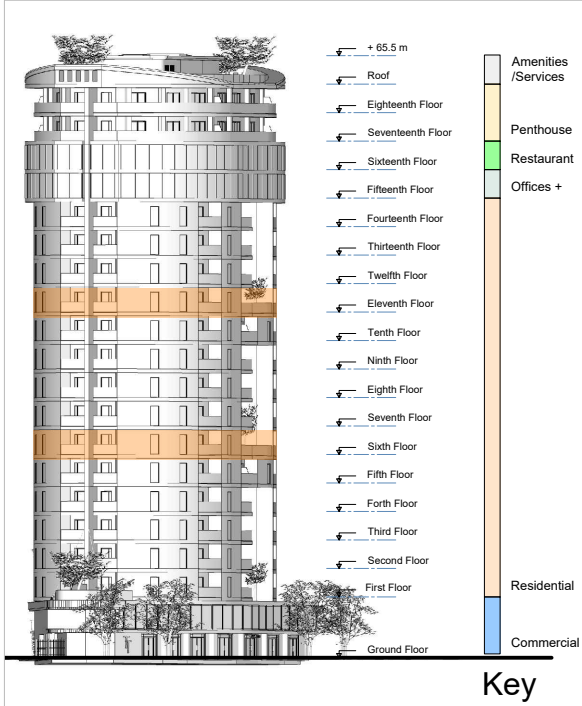 + 65.5 m
Roof
Eighteenth Floor
Seventeenth Floor
Sixteenth Floor
Fifteenth Floor
Fourteenth Floor
Thirteenth Floor
Twelfth Floor
Eleventh Floor
Tenth Floor
Ninth Floor
Eighth Floor
Seventh Floor
Sixth Floor
Fifth Floor
Forth Floor
Third Floor
Second Floor
First Floor
Ground Floor
Amenities
/Services
Penthouse
Restaurant
Offices +
Residential
Commercial
Key